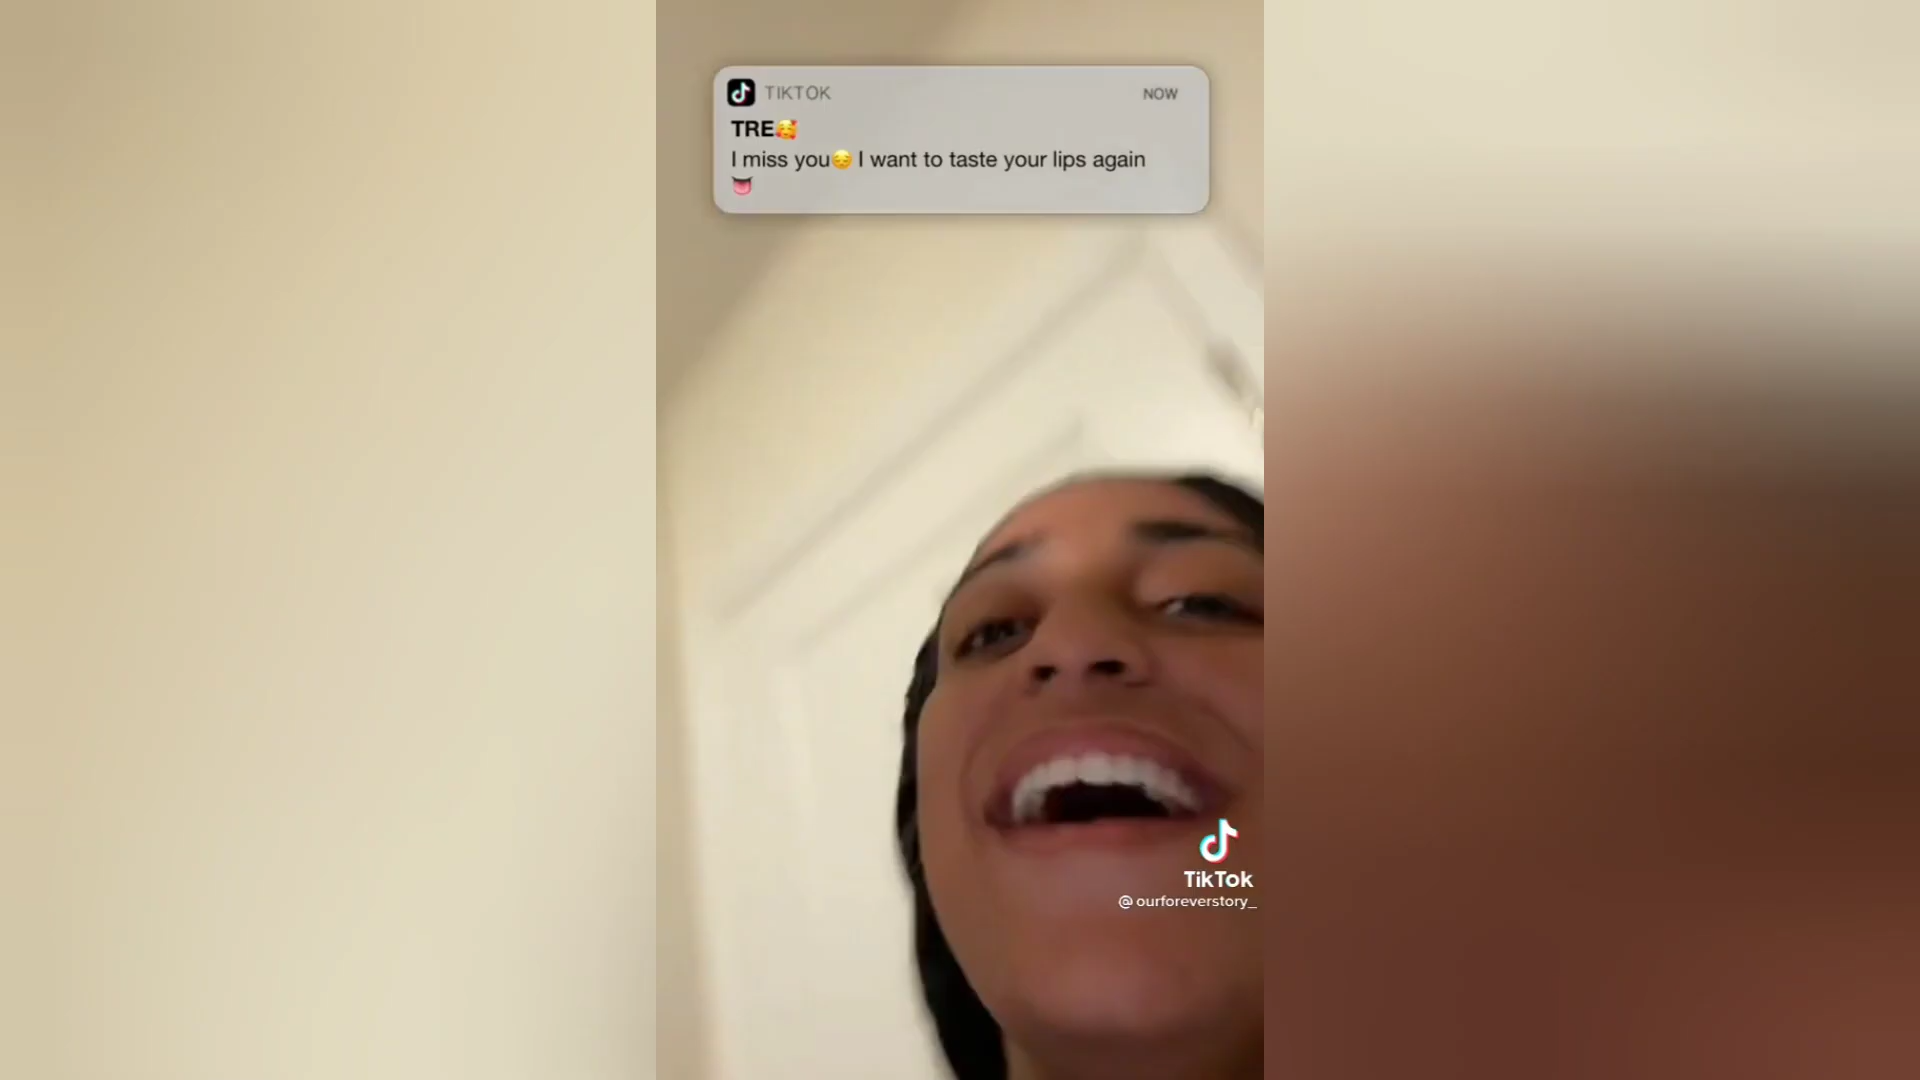 TIKTOK NOW
TRE🥰
I miss you😔 I want to taste your lips again
👅
TikTok
@ourforeverstory_